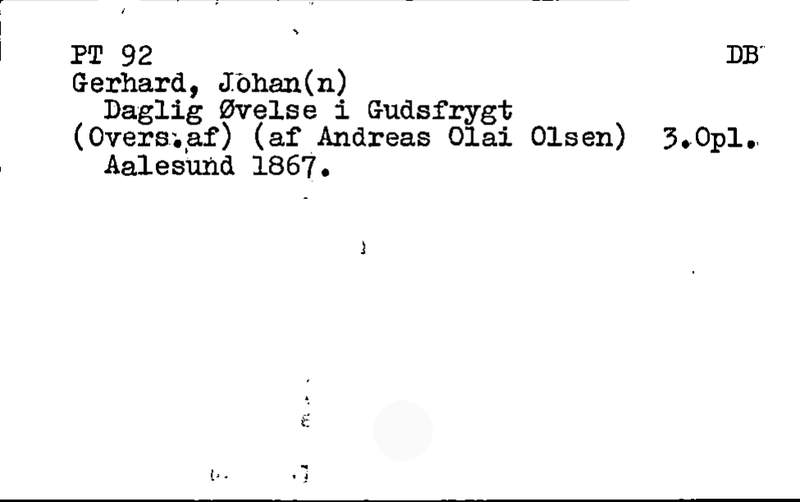 PT 92 DB
Gerhard, Johan(n)
Daglig Øvelse i Gudsfrygt
(Overs.af) (af Andreas Olai Olsen) 3.Opl.
Aalesund 1867.